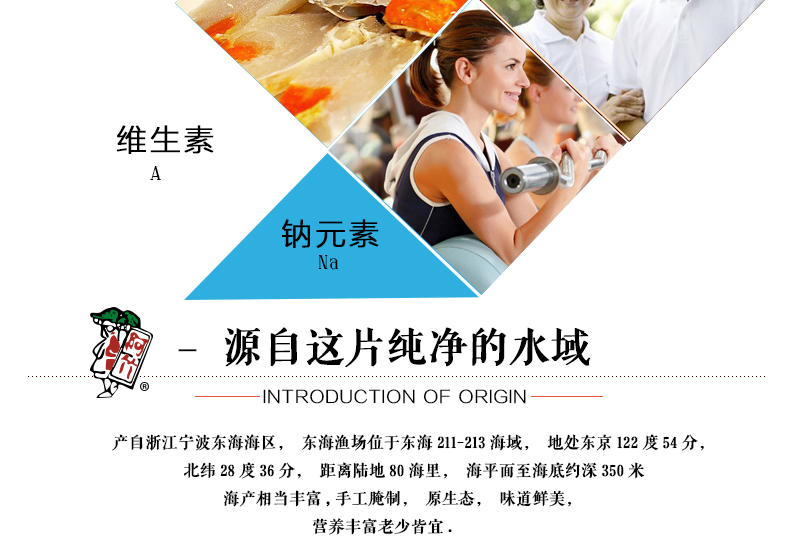 维生素
A
钠元素
Na
阿二
®
– 源自这片纯净的水域
INTRODUCTION OF ORIGIN
产自浙江宁波东海海区， 东海渔场位于东海 211-213 海域， 地处东京 122 度 54 分，
北纬 28 度 36 分， 距离陆地 80 海里， 海平面至海底约深 350 米
海产相当丰富，手工腌制， 原生态， 味道鲜美，
营养丰富老少皆宜．